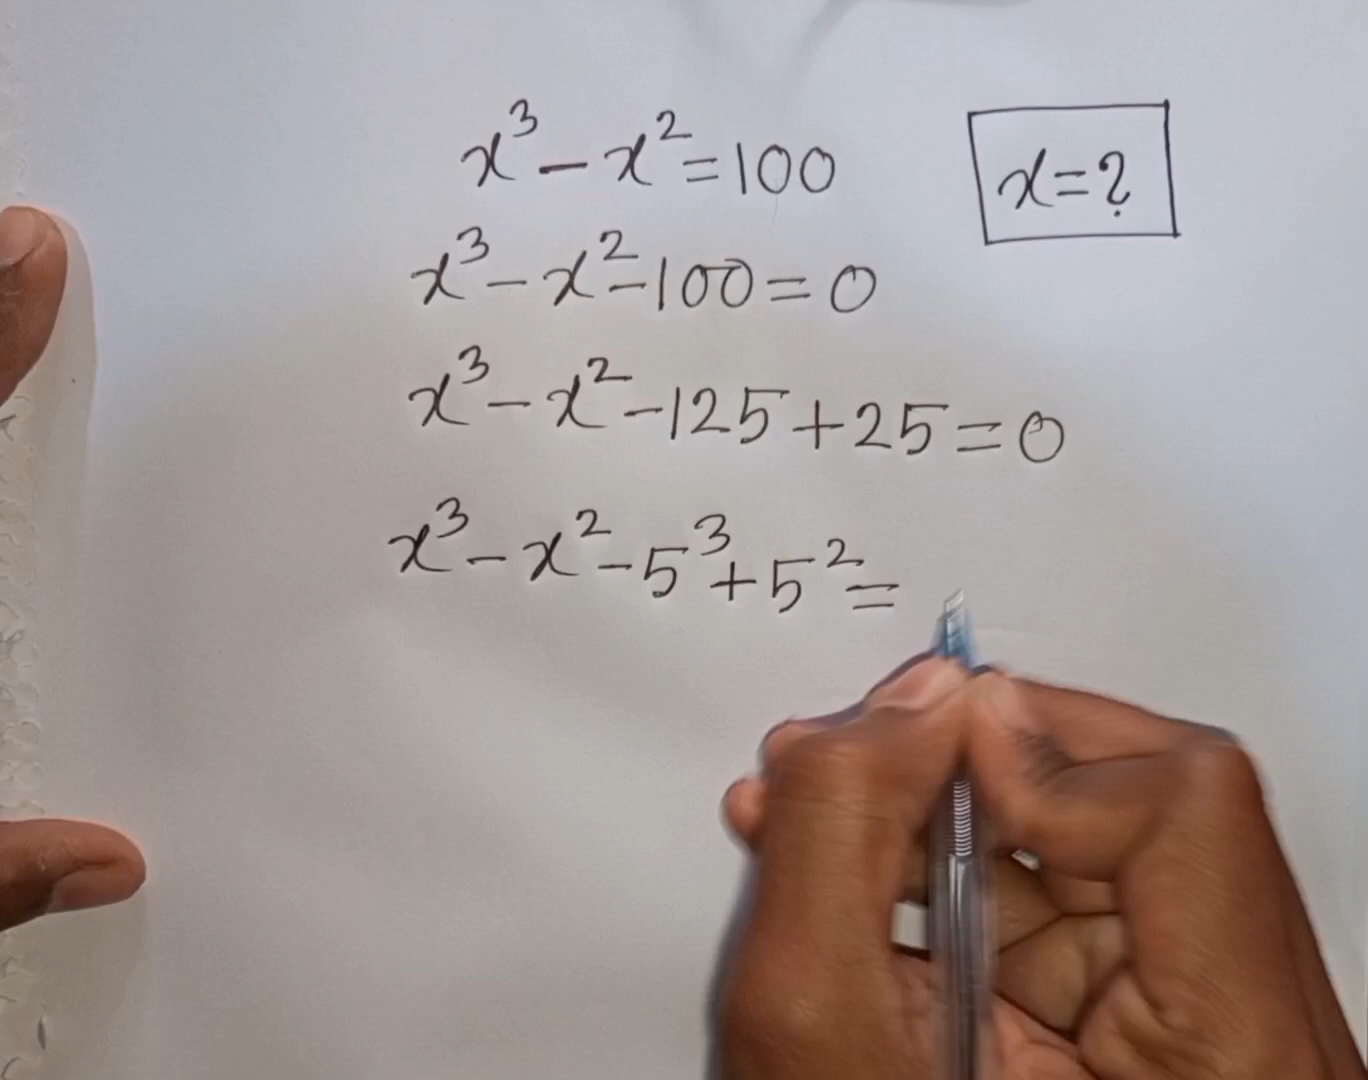 x³ - x² = 100
x = ?
x³ - x² - 100 = 0
x³ - x² - 125 + 25 = 0
x³ - x² - 5³ + 5² =